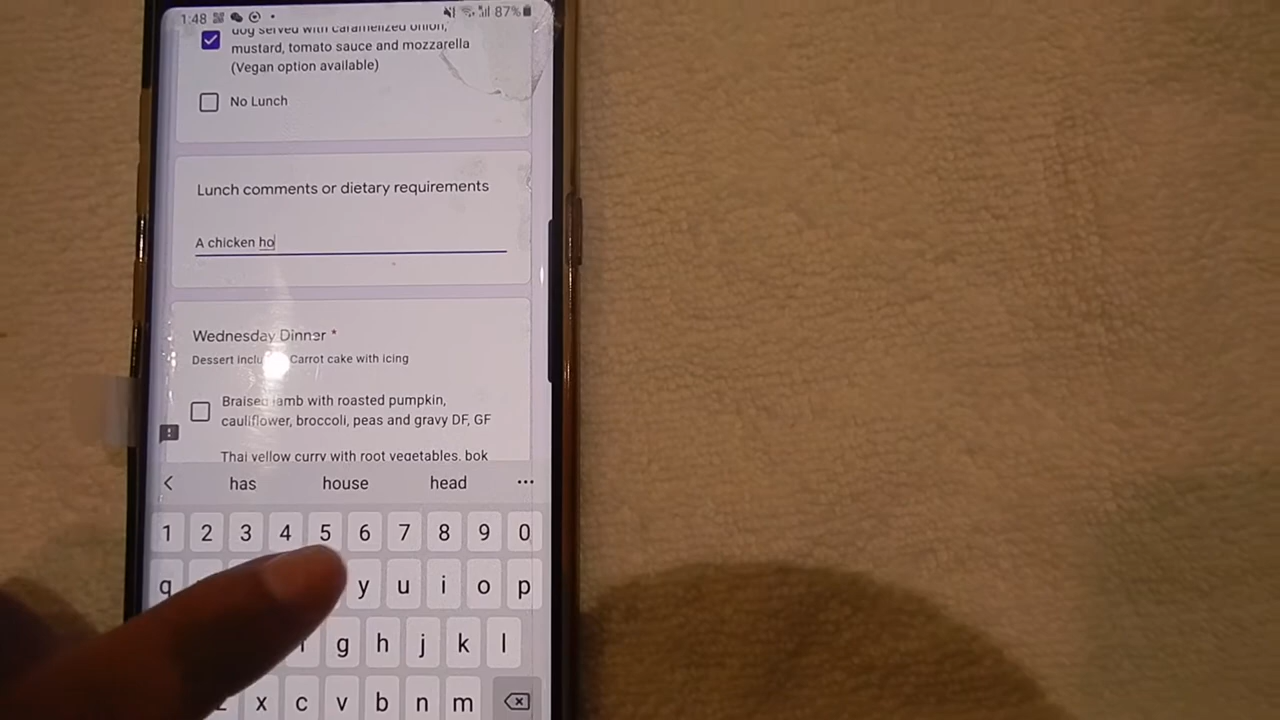 1:48 87%
dog served with caramelized onion,
mustard, tomato sauce and mozzarella
(Vegan option available)
No Lunch
Lunch comments or dietary requirements
A chicken ho
Wednesday Dinner *
Dessert Carrot cake with icing
Braised lamb with roasted pumpkin,
cauliflower, broccoli, peas and gravy DF, GF
Thai yellow curry with root vegetables, bok
< has house head ...
1 2 3 4 5 6 7 8 9 0
q y u i o p
g h j k l
x c v b n m